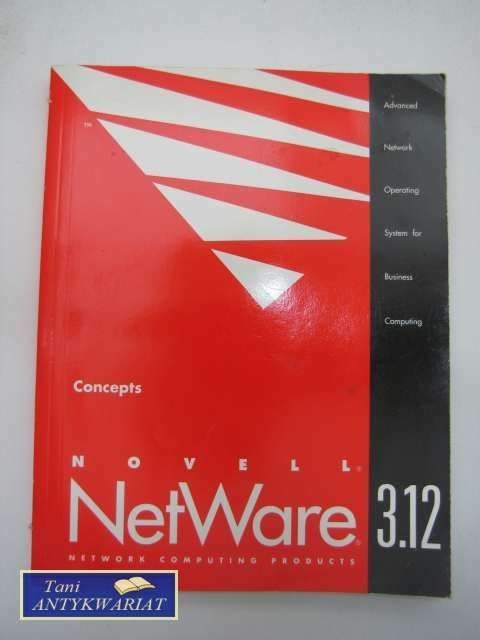 Advanced
Network
Operating
System for
Business
Computing
TM
Concepts
NOVELL®
NetWare®
3.12
NETWORK COMPUTING PRODUCTS
Tani
ANTYKWARIAT